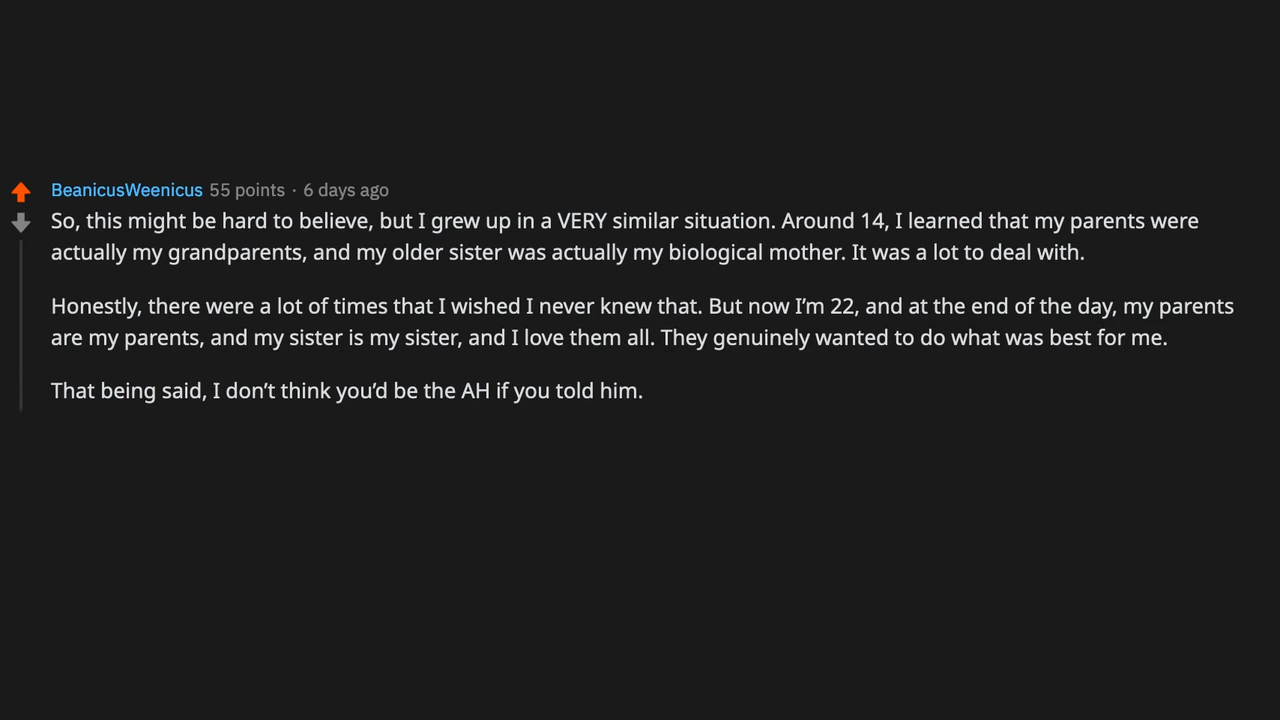 BeanicusWeenicus 55 points · 6 days ago
So, this might be hard to believe, but I grew up in a VERY similar situation. Around 14, I learned that my parents were
actually my grandparents, and my older sister was actually my biological mother. It was a lot to deal with.
Honestly, there were a lot of times that I wished I never knew that. But now I’m 22, and at the end of the day, my parents
are my parents, and my sister is my sister, and I love them all. They genuinely wanted to do what was best for me.
That being said, I don’t think you’d be the AH if you told him.